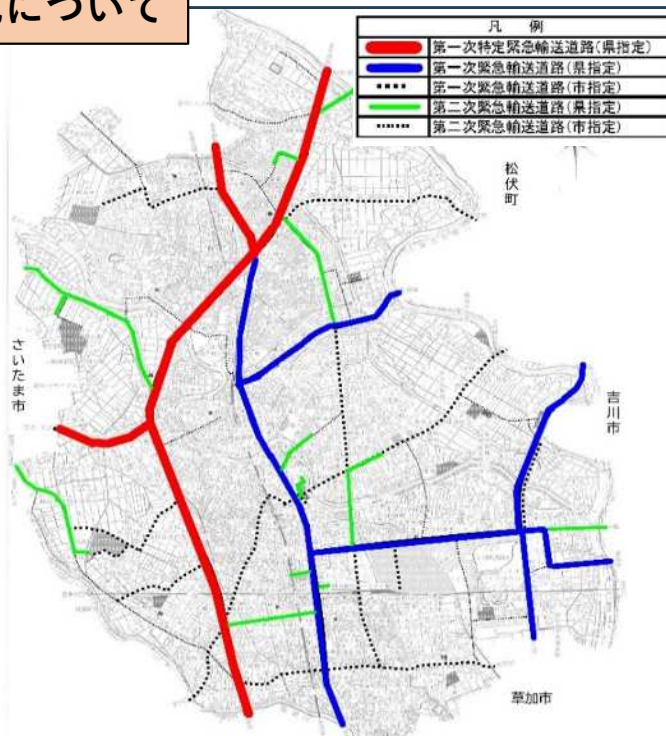 について
凡 例
第一次特定緊急輸送道路(県指定)
第一次緊急輸送道路(県指定)
第一次緊急輸送道路(市指定)
第二次緊急輸送道路(県指定)
第二次緊急輸送道路(市指定)
松伏町
さいたま市
吉川市
草加市